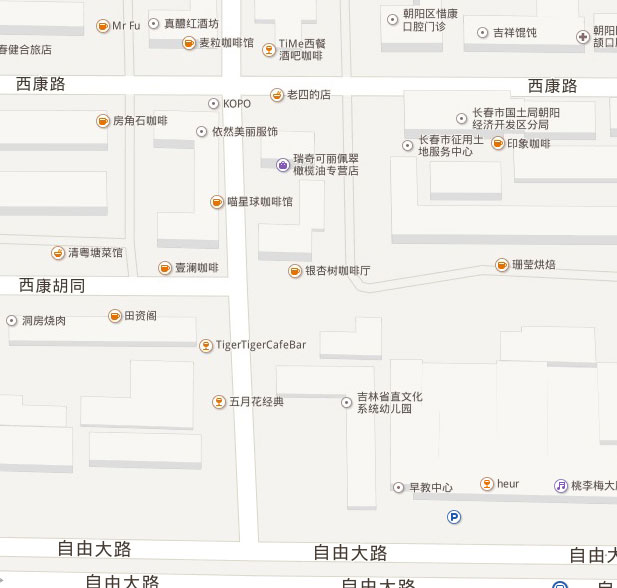 朝阳区惜康
口腔门诊
Mr Fu
真醺红酒坊
吉祥馄饨
朝阳
颌口
春健合旅店
麦粒咖啡馆
TiMe西餐
酒吧咖啡
西康路
西康路
老四的店
KOPO
房角石咖啡
依然美丽服饰
长春市国土局朝阳
经济开发区分局
长春市征用土
地服务中心
印象咖啡
瑞奇可丽佩翠
橄榄油专营店
喵星球咖啡馆
清粤塘菜馆
壹澜咖啡
银杏树咖啡厅
珊莹烘焙
西康胡同
洞房烧肉
田资阁
TigerTigerCafeBar
五月花经典
吉林省直文化
系统幼儿园
早教中心
heur
桃李梅大
P
自由大路
自由大路
自由大
自由大路
自由大路